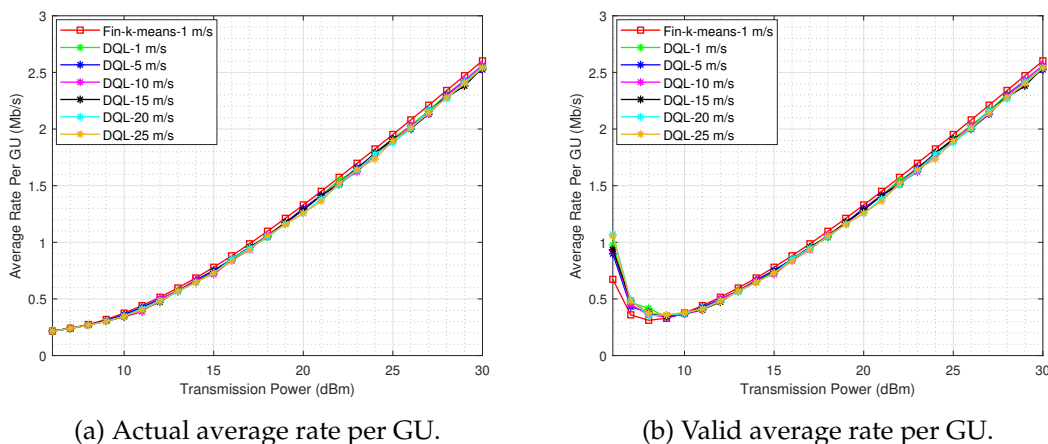 3
2.5
2
1.5
1
0.5
0
10
15
20
25
30
Average Rate Per GU (Mb/s)
Transmission Power (dBm)
Fin-k-means-1 m/s
DQL-1 m/s
DQL-5 m/s
DQL-10 m/s
DQL-15 m/s
DQL-20 m/s
DQL-25 m/s
(a) Actual average rate per GU.
3
2.5
2
1.5
1
0.5
0
10
15
20
25
30
Average Rate Per GU (Mb/s)
Transmission Power (dBm)
Fin-k-means-1 m/s
DQL-1 m/s
DQL-5 m/s
DQL-10 m/s
DQL-15 m/s
DQL-20 m/s
DQL-25 m/s
(b) Valid average rate per GU.